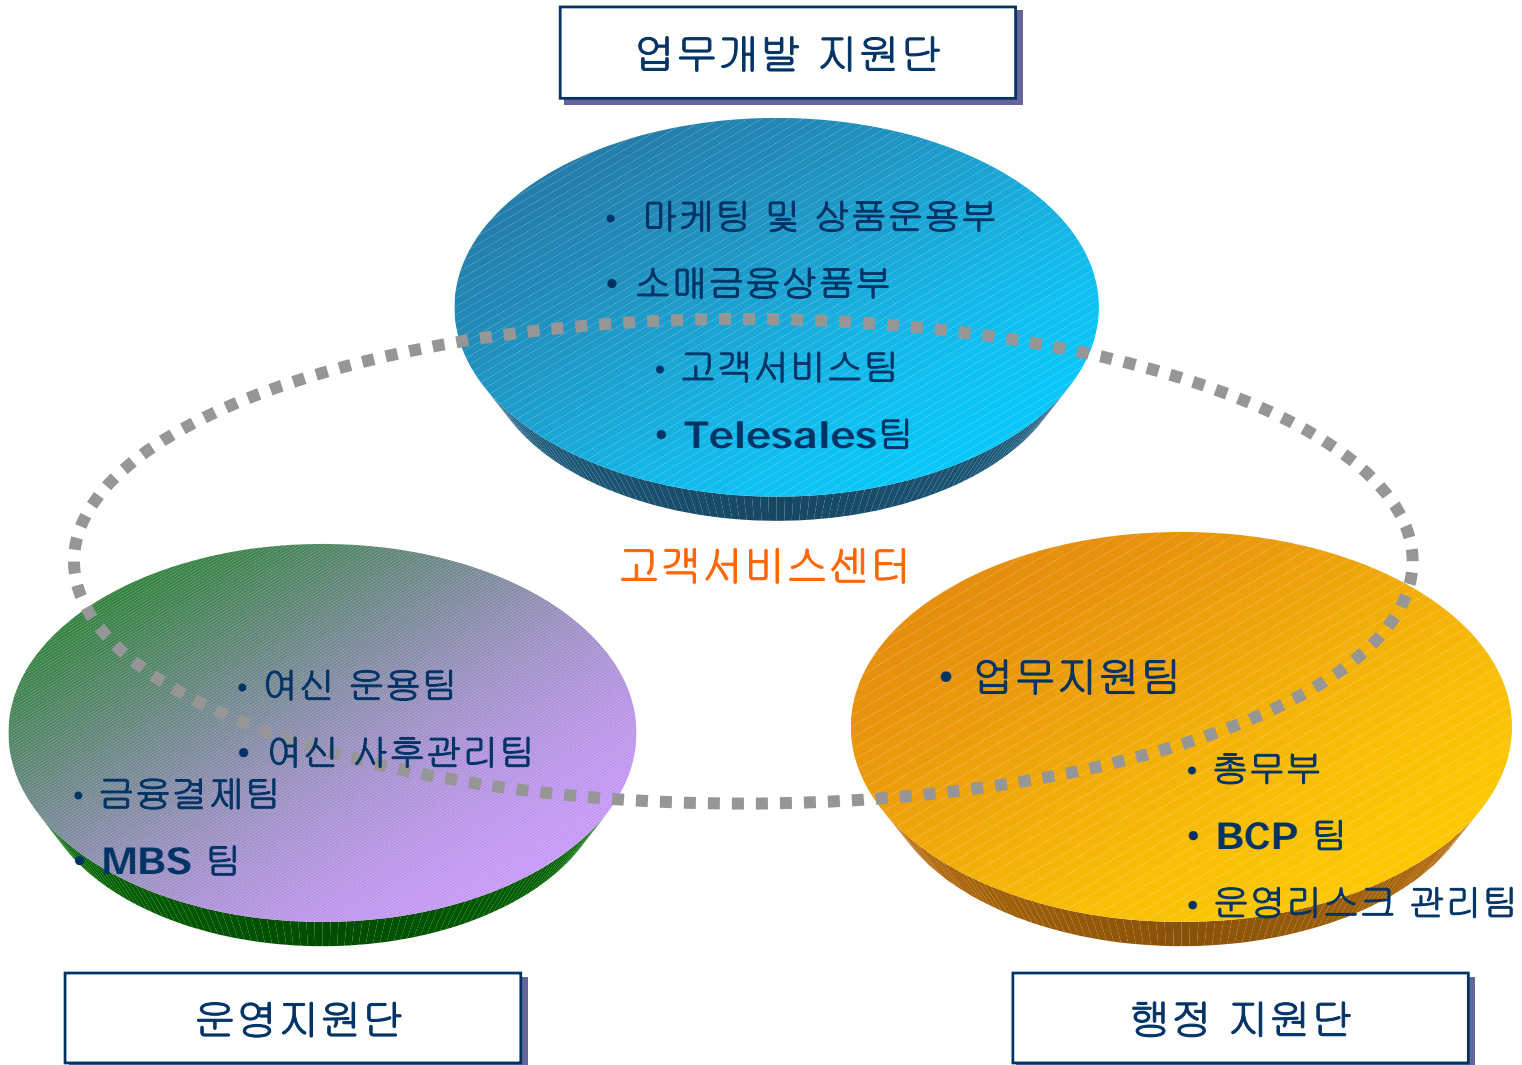 업무개발 지원단
• 마케팅 및 상품운용부
• 소매금융상품부
• 고객서비스팀
• Telesales팀
고객서비스센터
• 여신 운용팀
• 여신 사후관리팀
• 금융결제팀
• MBS 팀
• 업무지원팀
• 총무부
• BCP 팀
• 운영리스크 관리팀
운영지원단
행정 지원단